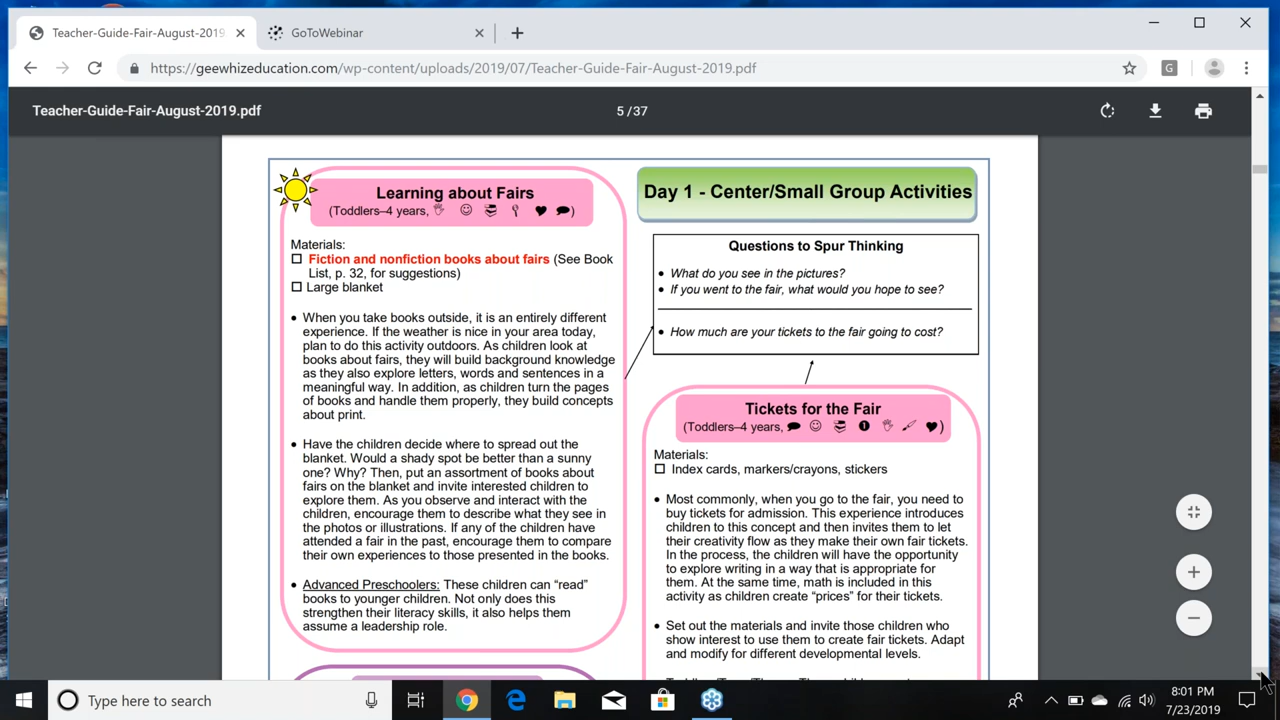 Teacher-Guide-Fair-August-2019
GoToWebinar
https://geewhizeducation.com/wp-content/uploads/2019/07/Teacher-Guide-Fair-August-2019.pdf
G
Teacher-Guide-Fair-August-2019.pdf
5 / 37
Learning about Fairs
(Toddlers–4 years, )
Materials:
Fiction and nonfiction books about fairs (See Book
List, p. 32, for suggestions)
Large blanket
• When you take books outside, it is an entirely different
experience. If the weather is nice in your area today,
plan to do this activity outdoors. As children look at
books about fairs, they will build background knowledge
as they also explore letters, words and sentences in a
meaningful way. In addition, as children turn the pages
of books and handle them properly, they build concepts
about print.
• Have the children decide where to spread out the
blanket. Would a shady spot be better than a sunny
one? Why? Then, put an assortment of books about
fairs on the blanket and invite interested children to
explore them. As you observe and interact with the
children, encourage them to describe what they see in
the photos or illustrations. If any of the children have
attended a fair in the past, encourage them to compare
their own experiences to those presented in the books.
• Advanced Preschoolers: These children can “read”
books to younger children. Not only does this
strengthen their literacy skills, it also helps them
assume a leadership role.
Day 1 - Center/Small Group Activities
Questions to Spur Thinking
• What do you see in the pictures?
• If you went to the fair, what would you hope to see?
• How much are your tickets to the fair going to cost?
Tickets for the Fair
(Toddlers–4 years, )
Materials:
Index cards, markers/crayons, stickers
• Most commonly, when you go to the fair, you need to
buy tickets for admission. This experience introduces
children to this concept and then invites them to let
their creativity flow as they make their own fair tickets.
In the process, the children will have the opportunity
to explore writing in a way that is appropriate for
them. At the same time, math is included in this
activity as children create “prices” for their tickets.
• Set out the materials and invite those children who
show interest to use them to create fair tickets. Adapt
and modify for different developmental levels.
Type here to search
8:01 PM
7/23/2019